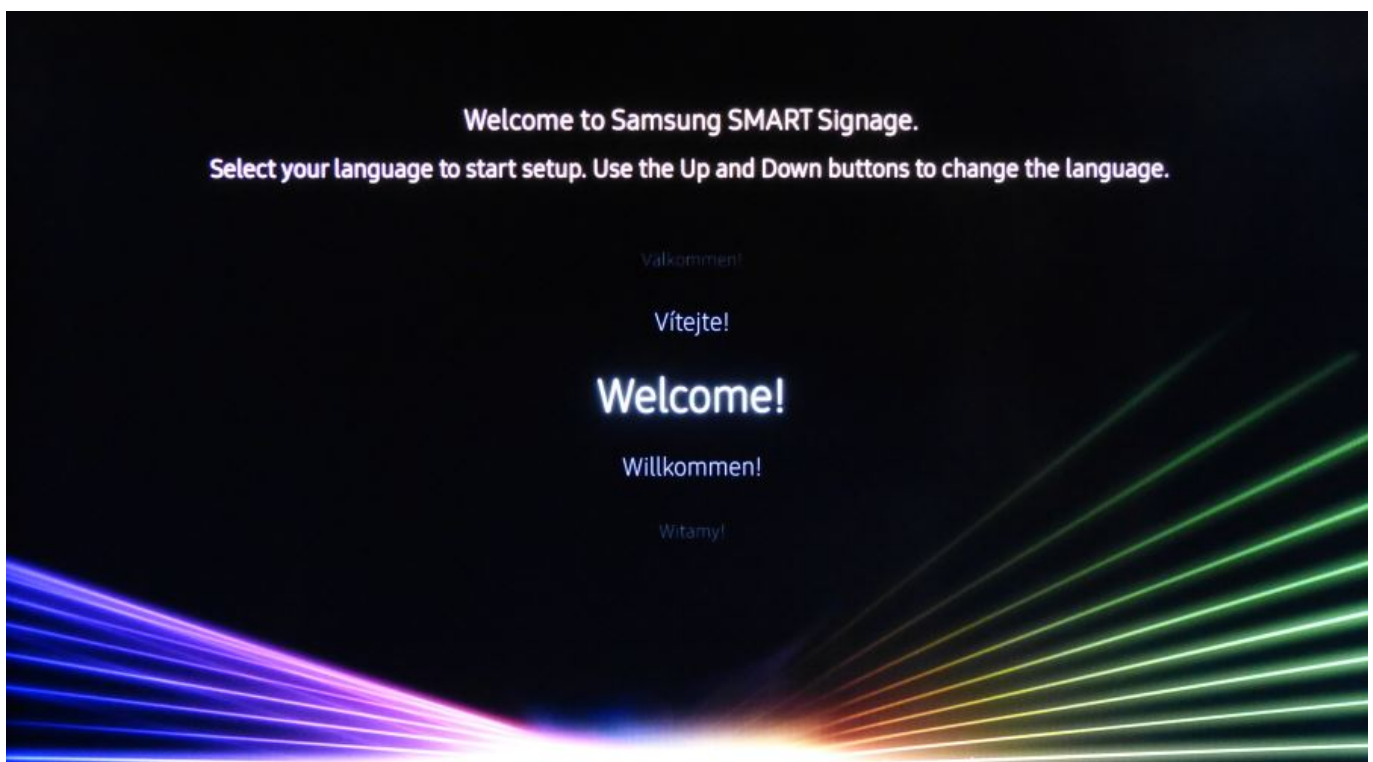 Welcome to Samsung SMART Signage.
Select your language to start setup. Use the Up and Down buttons to change the language.
Välkommen!
Vítejte!
Welcome!
Willkommen!
Witamy!